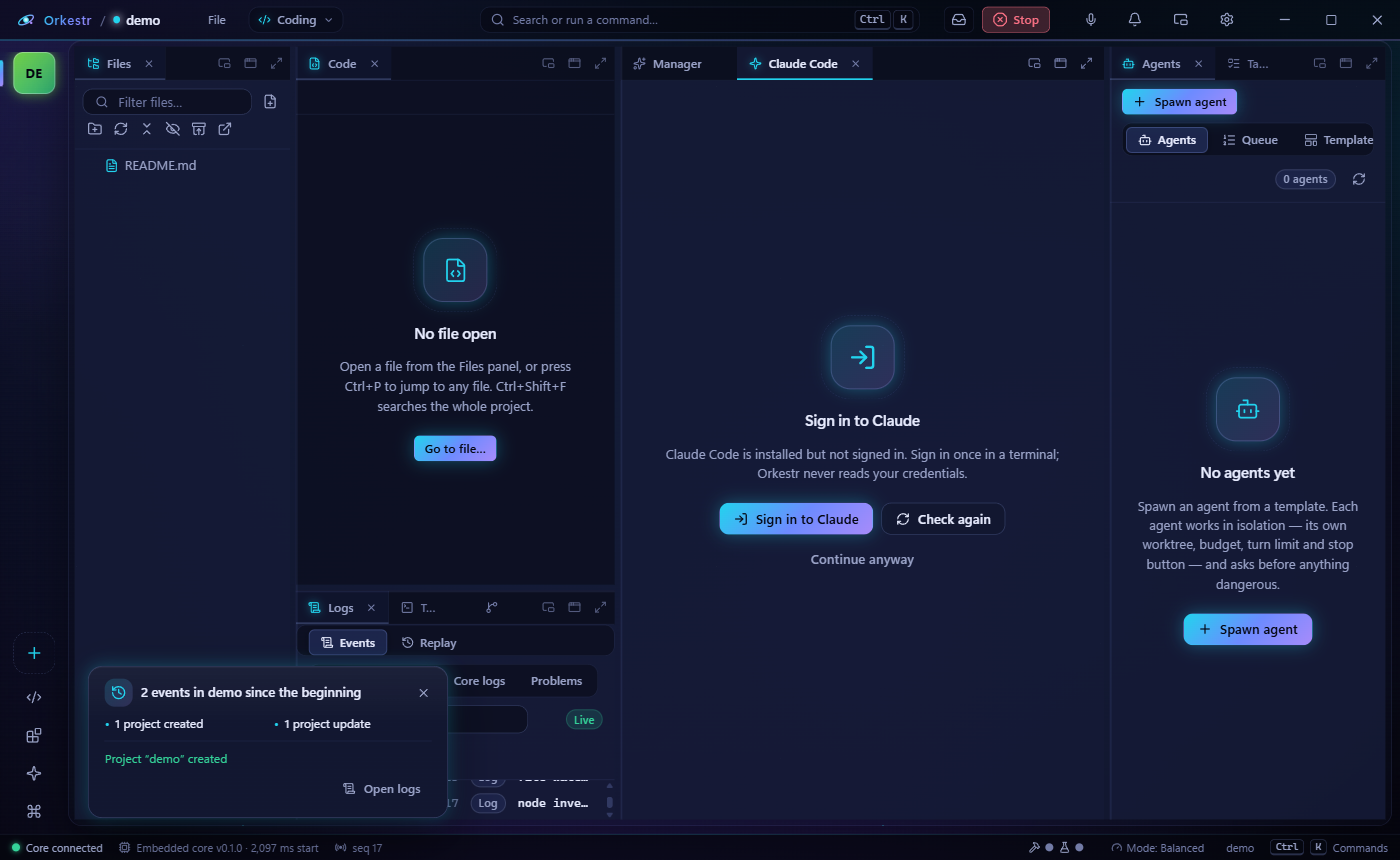 Orkestr / demo File Coding Search or run a command... Ctrl K Stop
DE
Files
Filter files...
README.md
Code
No file open
Open a file from the Files panel, or press
Ctrl+P to jump to any file. Ctrl+Shift+F
searches the whole project.
Go to file...
Logs T...
Events Replay
Core logs Problems
Live
Log
17 Log node inve...
Manager Claude Code
Sign in to Claude
Claude Code is installed but not signed in. Sign in once in a terminal;
Orkestr never reads your credentials.
Sign in to Claude Check again
Continue anyway
Agents Ta...
Spawn agent
Agents Queue Template
0 agents
No agents yet
Spawn an agent from a template. Each
agent works in isolation — its own
worktree, budget, turn limit and stop
button — and asks before anything
dangerous.
Spawn agent
2 events in demo since the beginning
• 1 project created • 1 project update
Project “demo” created
Open logs
Core connected Embedded core v0.1.0 · 2,097 ms start seq 17 Mode: Balanced demo Ctrl K Commands